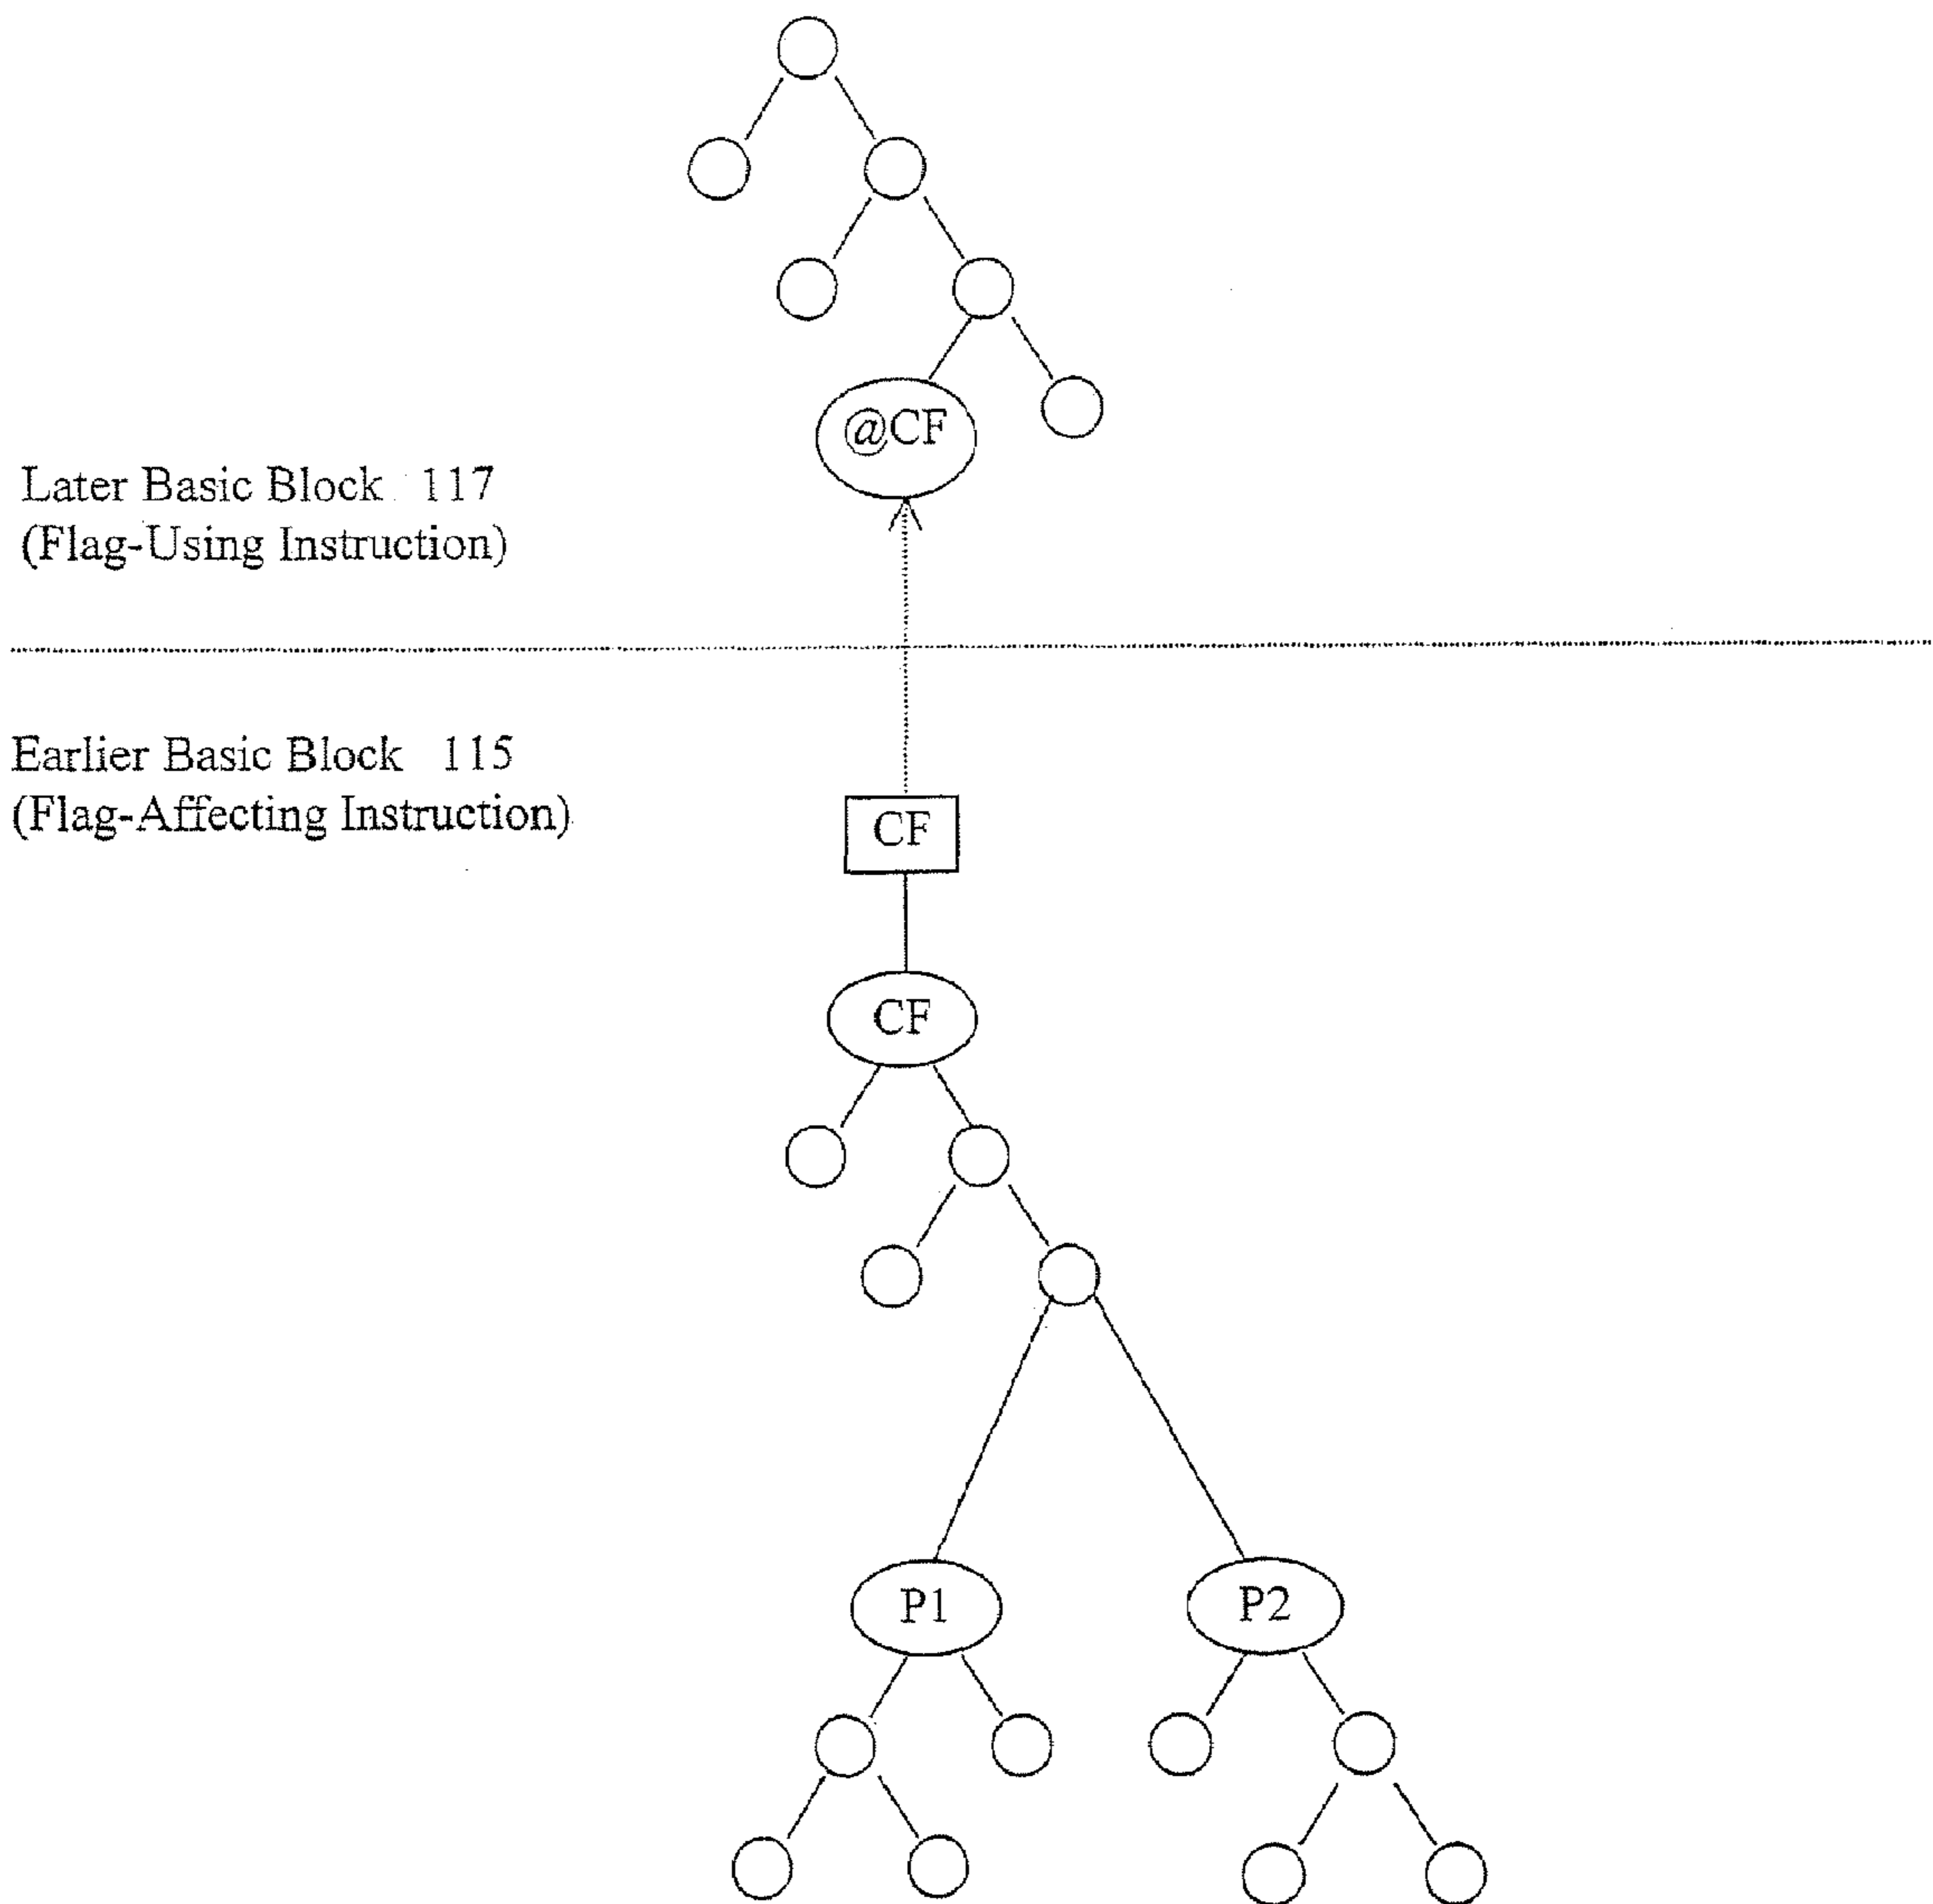 @CF
Later Basic Block 117
(Flag-Using Instruction)
Earlier Basic Block 115
(Flag-Affecting Instruction)
CF
CF
P1
P2